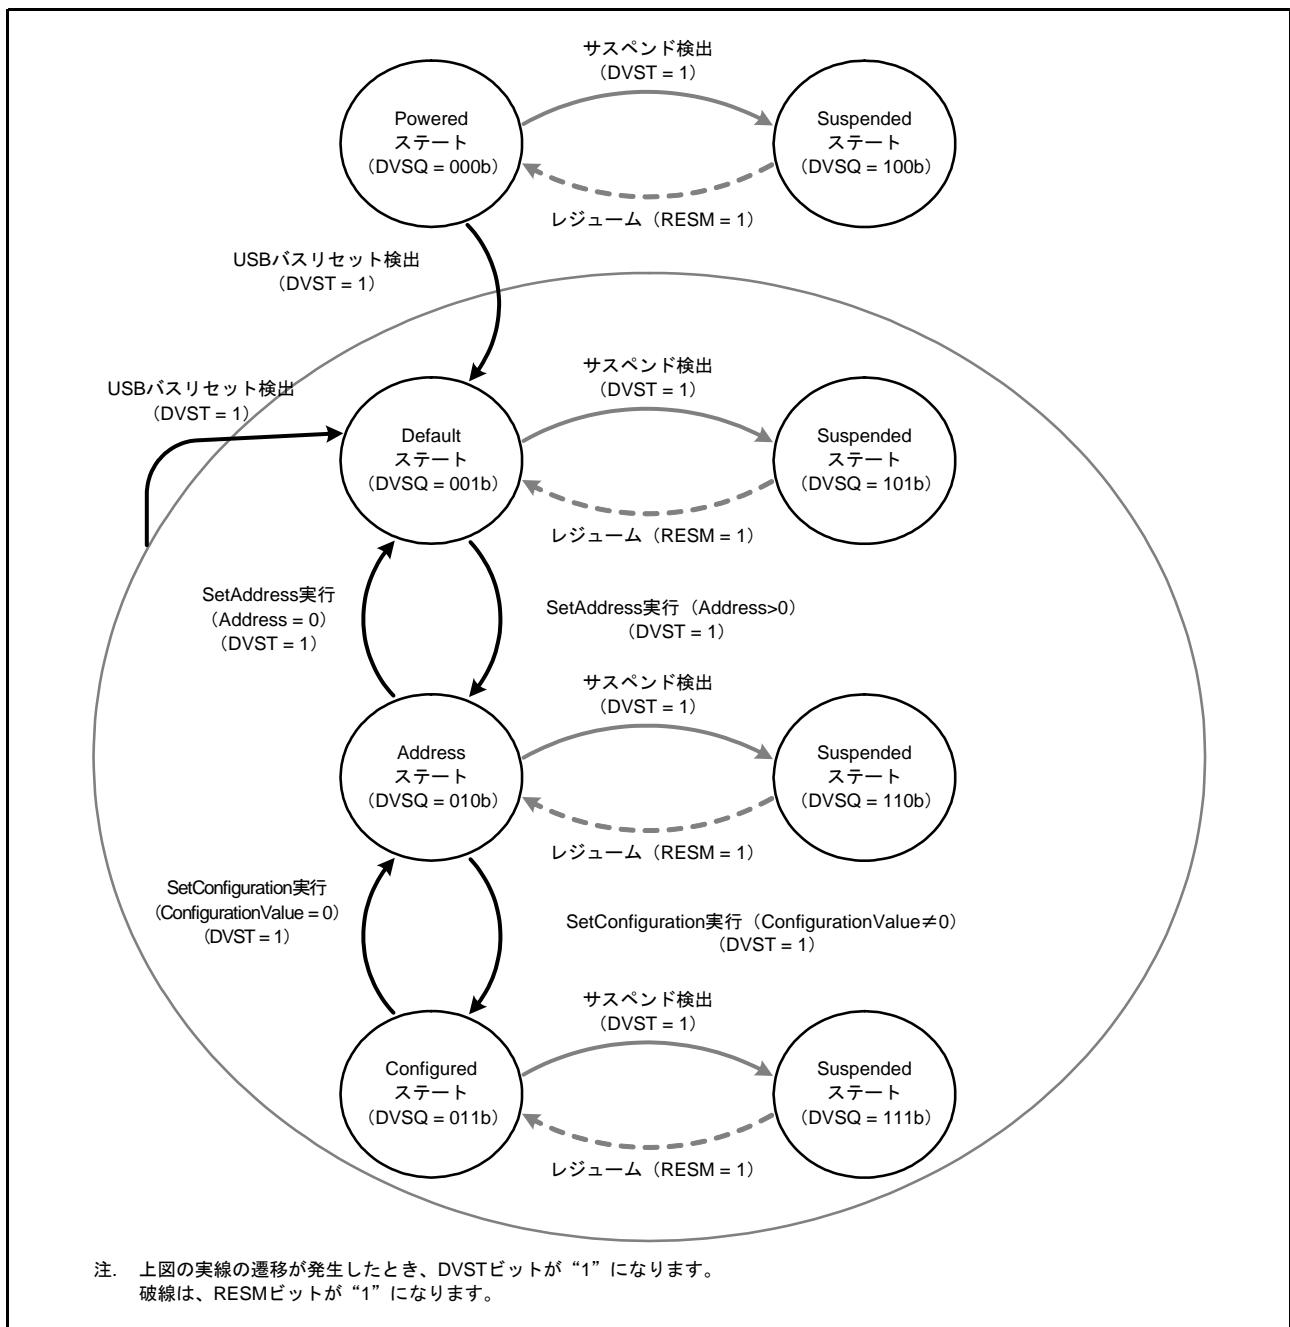 サスペンド検出
(DVST = 1)
Powered
ステート
(DVSQ = 000b)
Suspended
ステート
(DVSQ = 100b)
レジューム(RESM = 1)
USBバスリセット検出
(DVST = 1)
サスペンド検出
(DVST = 1)
USBバスリセット検出
(DVST = 1)
Default
ステート
(DVSQ = 001b)
Suspended
ステート
(DVSQ = 101b)
レジューム(RESM = 1)
SetAddress実行
(Address = 0)
(DVST = 1)
SetAddress実行(Address>0)
(DVST = 1)
サスペンド検出
(DVST = 1)
Address
ステート
(DVSQ = 010b)
Suspended
ステート
(DVSQ = 110b)
レジューム(RESM = 1)
SetConfiguration実行
(ConfigurationValue = 0)
(DVST = 1)
SetConfiguration実行(ConfigurationValue≠0)
(DVST = 1)
サスペンド検出
(DVST = 1)
Configured
ステート
(DVSQ = 011b)
Suspended
ステート
(DVSQ = 111b)
レジューム(RESM = 1)
注. 上図の実線の遷移が発生したとき、DVSTビットが“1”になります。
破線は、RESMビットが“1”になります。